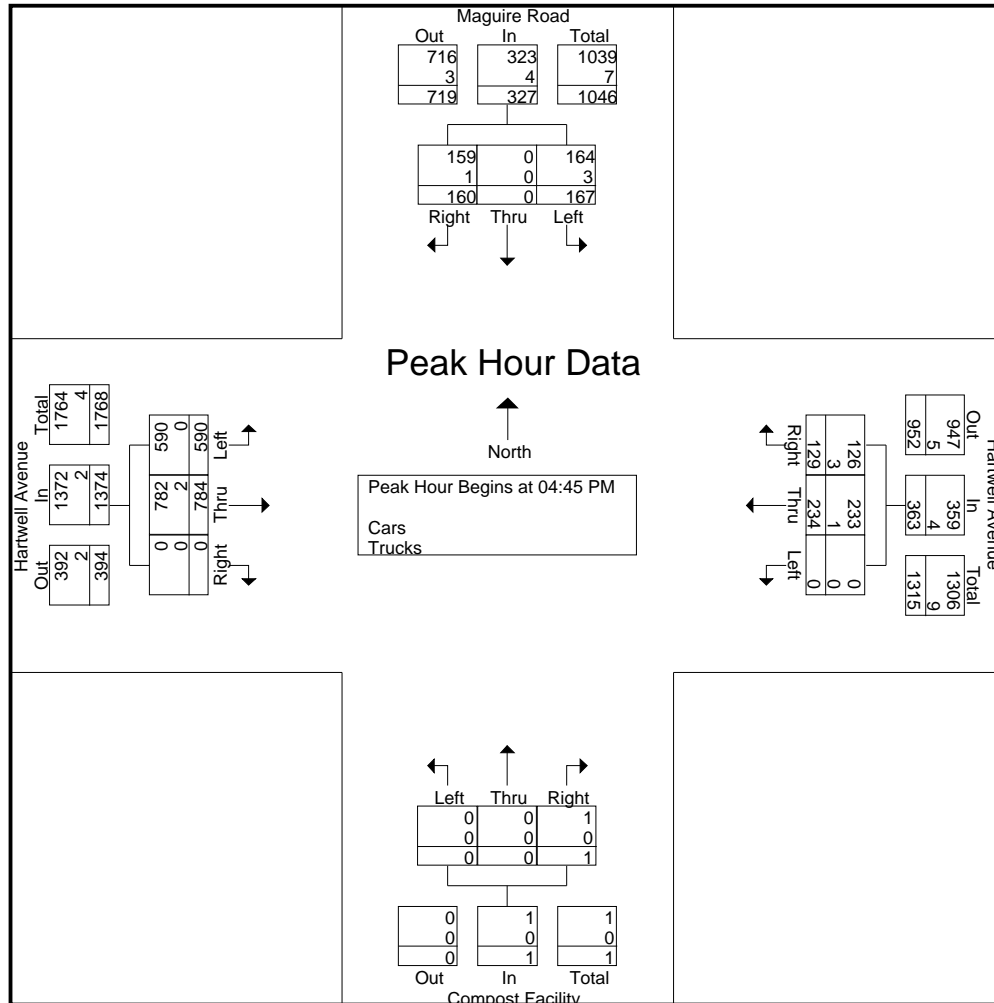 Maguire Road
Out In Total
716 323 1039
3 4 7
719 327 1046
159 0 164
1 0 3
160 0 167
Right Thru Left
Peak Hour Data
North
Peak Hour Begins at 04:45 PM
Cars
Trucks
Hartwell Avenue
Total In Out
1764 1372 392
4 2 2
1768 1374 394
590 782 0
0 2 0
590 784 0
Left Thru Right
Right Thru Left
129 234 0
3 1 0
126 233 0
952 363 1315
5 4 9
947 359 1306
Out In Total
Hartwell Avenue
Left Thru Right
0 0 1
0 0 0
0 0 1
0 1 1
0 0 0
0 1 1
Out In Total
Compost Facility